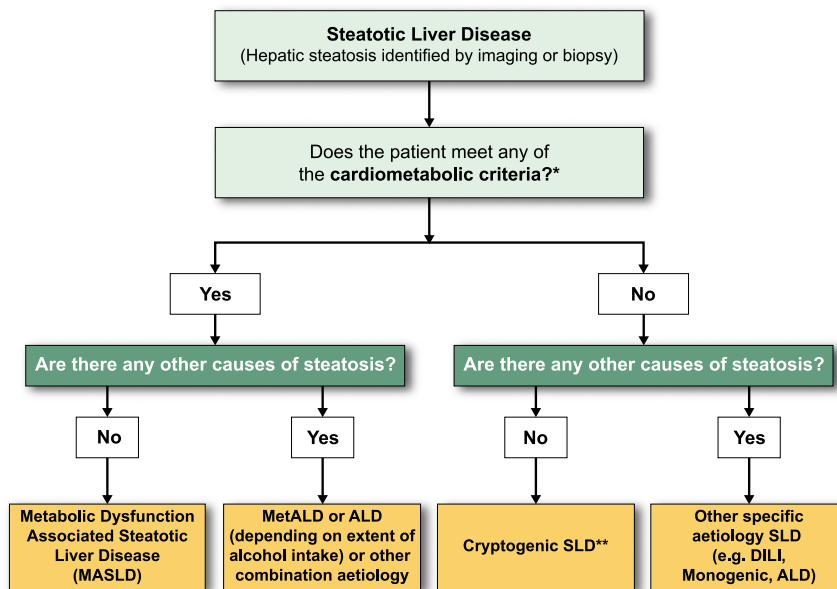 Steatotic Liver Disease
(Hepatic steatosis identified by imaging or biopsy)
Does the patient meet any of
the cardiometabolic criteria?*
Yes
No
Are there any other causes of steatosis?
Are there any other causes of steatosis?
No
Yes
No
Yes
Metabolic Dysfunction
Associated Steatotic
Liver Disease
(MASLD)
MetALD or ALD
(depending on extent of
alcohol intake) or other
combination aetiology
Cryptogenic SLD**
Other specific
aetiology SLD
(e.g. DILI,
Monogenic, ALD)